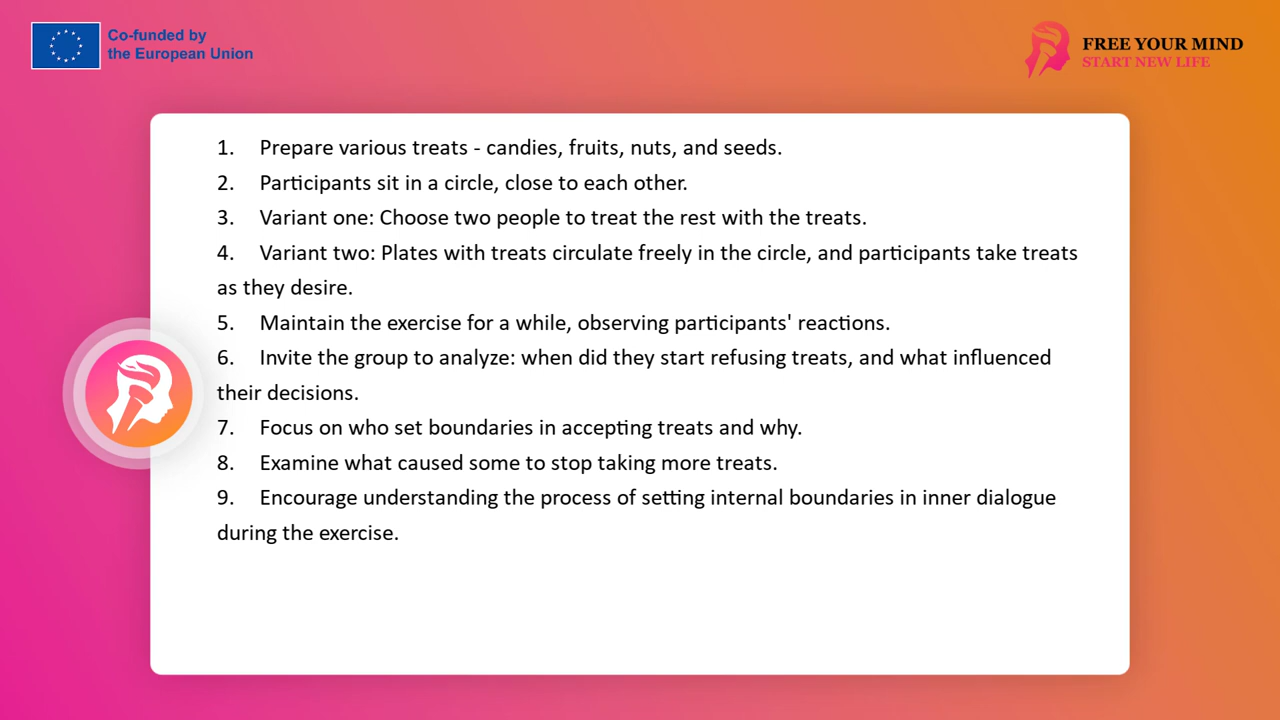 Co-funded by
the European Union
FREE YOUR MIND
START NEW LIFE
1. Prepare various treats - candies, fruits, nuts, and seeds.
2. Participants sit in a circle, close to each other.
3. Variant one: Choose two people to treat the rest with the treats.
4. Variant two: Plates with treats circulate freely in the circle, and participants take treats
as they desire.
5. Maintain the exercise for a while, observing participants' reactions.
6. Invite the group to analyze: when did they start refusing treats, and what influenced
their decisions.
7. Focus on who set boundaries in accepting treats and why.
8. Examine what caused some to stop taking more treats.
9. Encourage understanding the process of setting internal boundaries in inner dialogue
during the exercise.